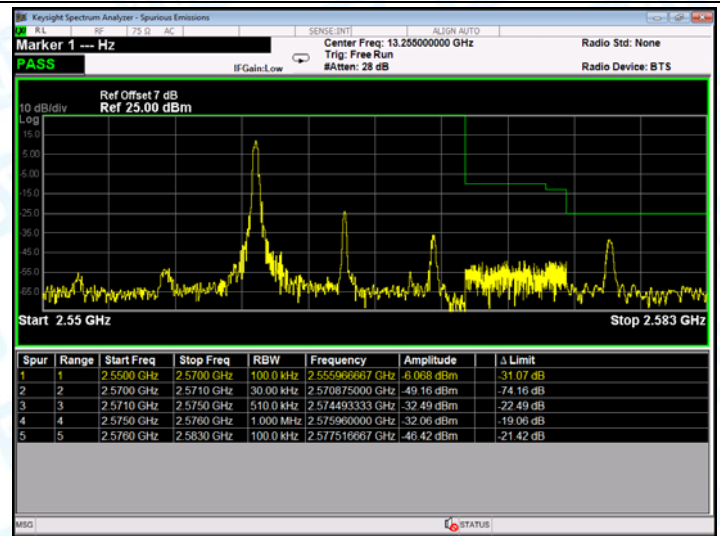 Keysight Spectrum Analyzer - Spurious Emissions
RL RF 75 Ω AC SENSE:INT ALIGN AUTO
Marker 1 --- Hz
Center Freq: 13.255000000 GHz
Radio Std: None
PASS
Trig: Free Run
IFGain:Low
#Atten: 28 dB
Radio Device: BTS
Ref Offset 7 dB
10 dB/div Ref 25.00 dBm
Log
15.0
5.00
-5.00
-15.0
-25.0
-35.0
-45.0
-55.0
-65.0
Start 2.55 GHz Stop 2.583 GHz
Spur Range Start Freq Stop Freq RBW Frequency Amplitude Δ Limit
1 1 2.5500 GHz 2.5700 GHz 100.0 kHz 2.555966667 GHz -6.068 dBm -31.07 dB
2 2 2.5700 GHz 2.5710 GHz 30.00 kHz 2.570875000 GHz -49.16 dBm -74.16 dB
3 3 2.5710 GHz 2.5750 GHz 510.0 kHz 2.574493333 GHz -32.49 dBm -22.49 dB
4 4 2.5750 GHz 2.5760 GHz 1.000 MHz 2.575960000 GHz -32.06 dBm -19.06 dB
5 5 2.5760 GHz 2.5830 GHz 100.0 kHz 2.577516667 GHz -46.42 dBm -21.42 dB
MSG STATUS